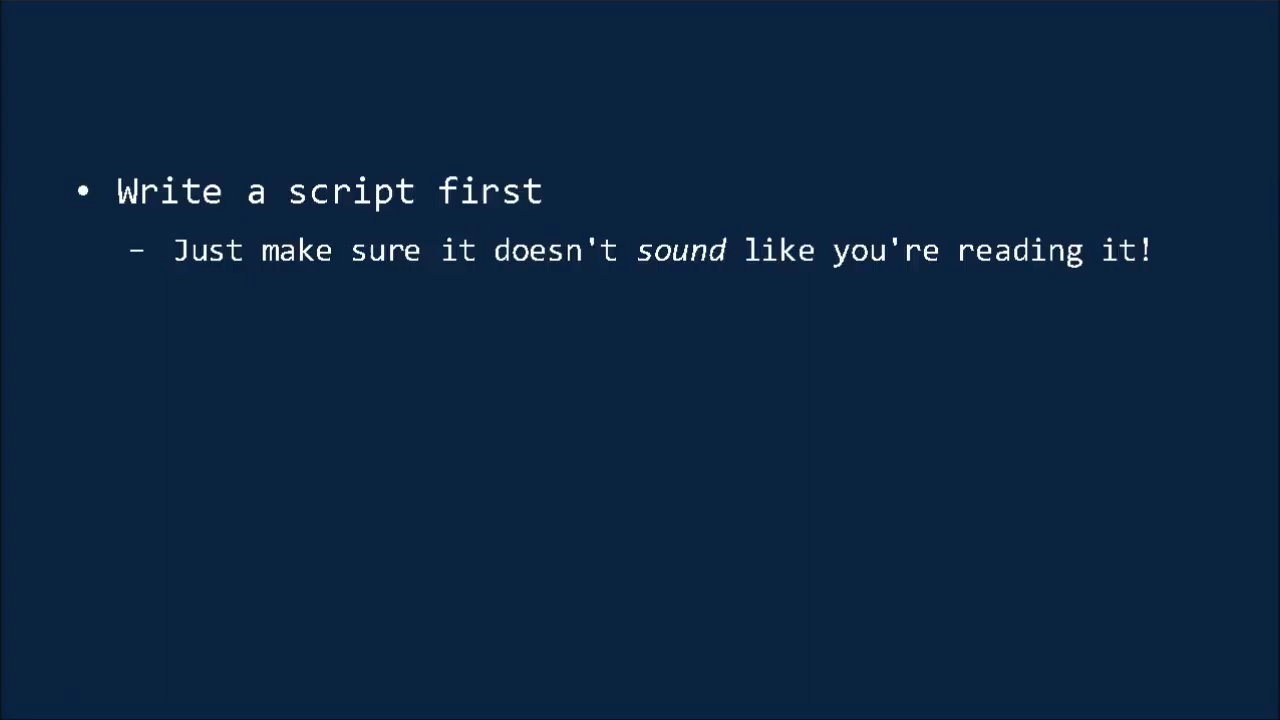 • Write a script first
– Just make sure it doesn't sound like you're reading it!